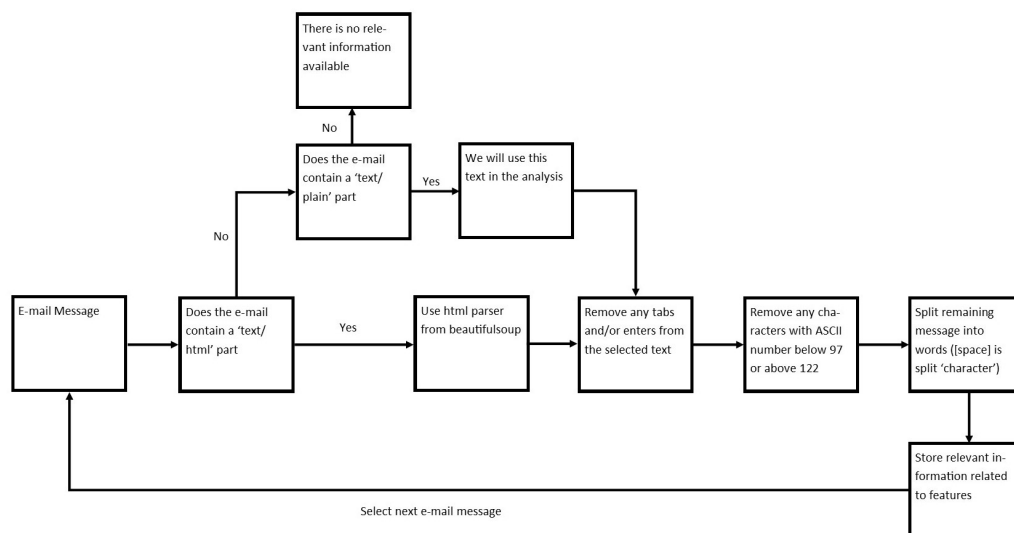 There is no rele-
vant information
available
No
Does the e-mail
contain a ‘text/
plain’ part
Yes
We will use this
text in the analysis
No
E-mail Message
Does the e-mail
contain a ‘text/
html’ part
Yes
Use html parser
from beautifulsoup
Remove any tabs
and/or enters from
the selected text
Remove any cha-
racters with ASCII
number below 97
or above 122
Split remaining
message into
words ([space] is
split ‘character’)
Store relevant in-
formation related
to features
Select next e-mail message